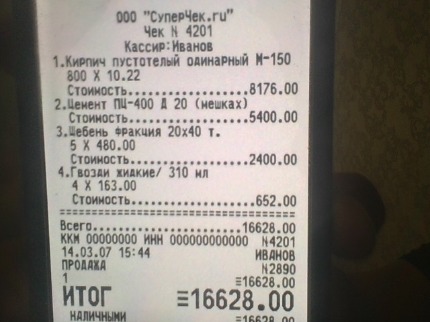 ООО "СуперЧек.ru"
Чек N 4201
Кассир:Иванов
1.Кирпич пустотелый одинарный М-150
800 X 10.22
Стоимость..................8176.00
2.Цемент ПЦ-400 Д 20 (мешках)
Стоимость..................5400.00
3.Щебень фракция 20х40 т.
5 X 480.00
Стоимость..................2400.00
4.Гвозди жидкие/ 310 мл
4 X 163.00
Стоимость...................652.00
==================================
Всего.....................16628.00
ККМ 00000000 ИНН 000000000000 N4201
14.03.07 15:44 ИВАНОВ
ПРОДАЖА N2890
1 ≡16628.00
ИТОГ ≡16628.00
НАЛИЧНЫМИ ≡16628.00